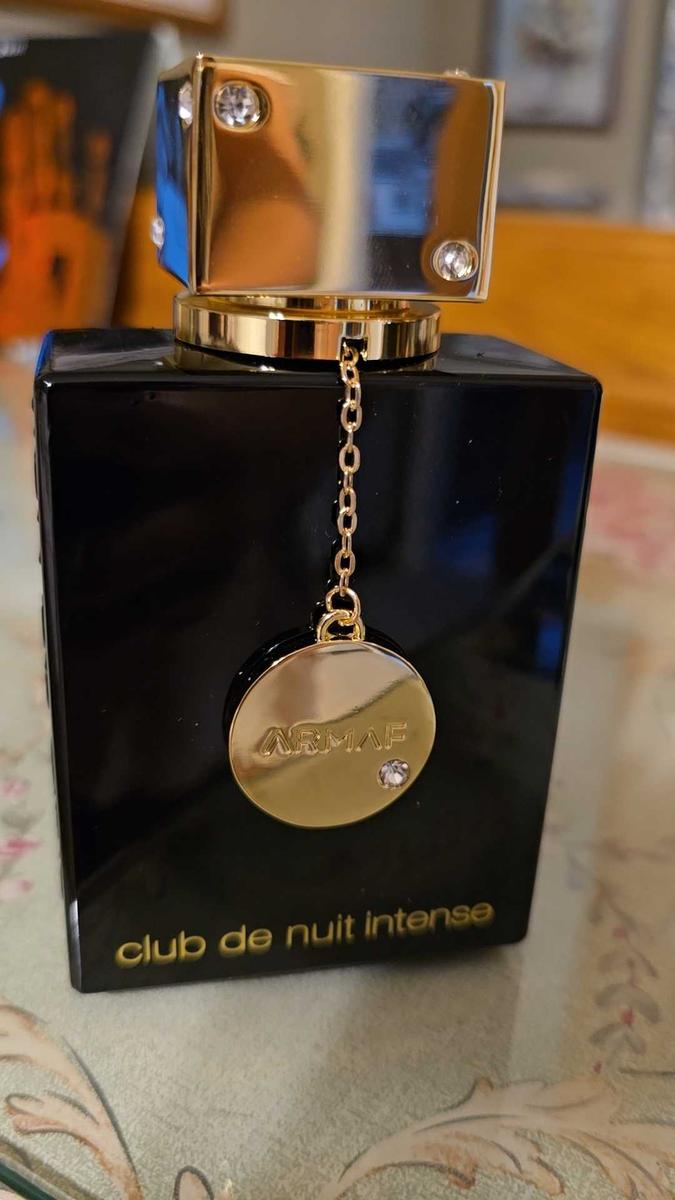 ARMAF
club de nuit intense